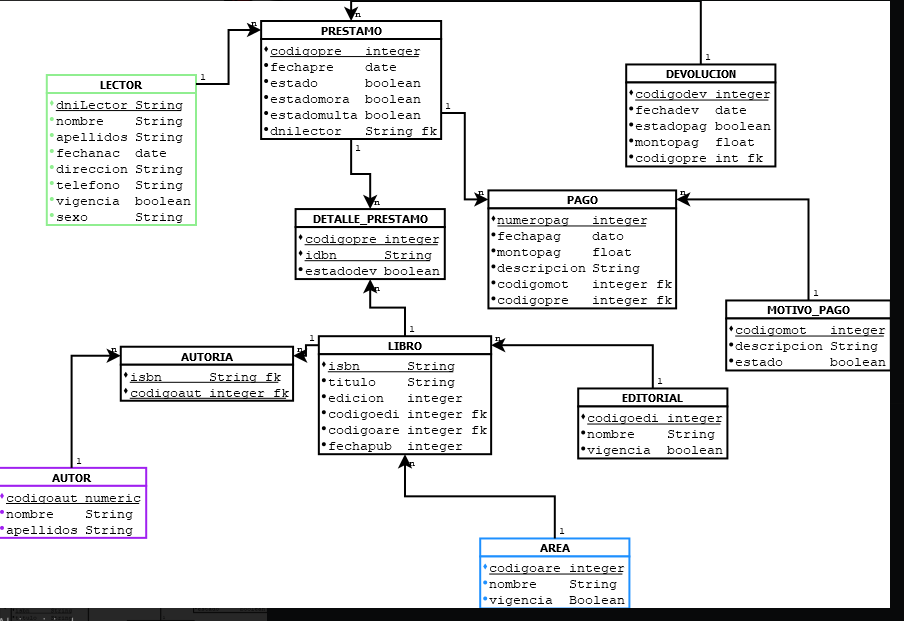 PRESTAMO
codigopre integer
fechapre date
estado boolean
estadomora boolean
estadomulta boolean
dnilector String fk
n
n
1
1
LECTOR
dniLector String
nombre String
apellidos String
fechanac date
direccion String
telefono String
vigencia boolean
sexo String
1
DEVOLUCION
codigodev integer
fechadev date
estadopag boolean
montopag float
codigopre int fk
1
DETALLE_PRESTAMO
codigopre integer
idbn String
estadodev boolean
n
n
PAGO
numeropag integer
fechapag dato
montopag float
descripcion String
codigomot integer fk
codigopre integer fk
n
n
MOTIVO_PAGO
codigomot integer
descripcion String
estado boolean
1
AUTORIA
isbn String fk
codigoaut integer fk
n
n
LIBRO
isbn String
titulo String
edicion integer
codigoedi integer fk
codigoare integer fk
fechapub integer
1
1
n
n
EDITORIAL
codigoedi integer
nombre String
vigencia boolean
1
AUTOR
codigoaut numeric
nombre String
apellidos String
1
AREA
codigoare integer
nombre String
vigencia Boolean
1